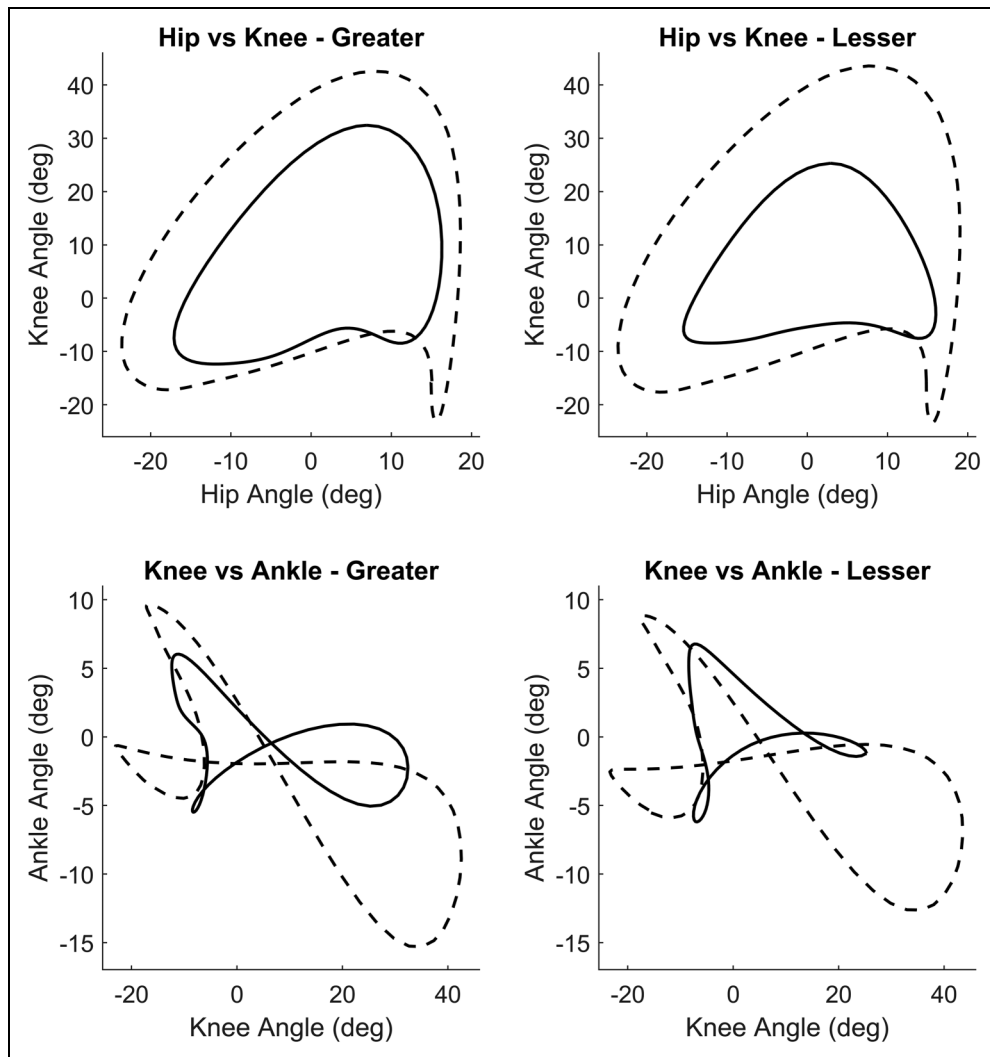 Hip vs Knee - Greater
Knee Angle (deg)
40
30
20
10
0
-10
-20
-20 -10 0 10 20
Hip Angle (deg)
Hip vs Knee - Lesser
Knee Angle (deg)
40
30
20
10
0
-10
-20
-20 -10 0 10 20
Hip Angle (deg)
Knee vs Ankle - Greater
Ankle Angle (deg)
10
5
0
-5
-10
-15
-20 0 20 40
Knee Angle (deg)
Knee vs Ankle - Lesser
Ankle Angle (deg)
10
5
0
-5
-10
-15
-20 0 20 40
Knee Angle (deg)